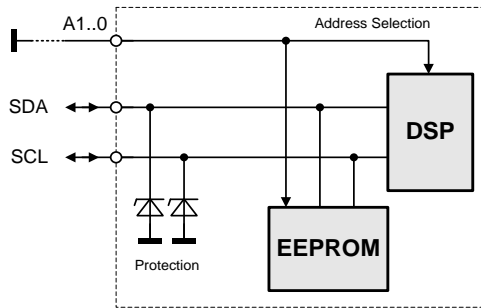 A1..0
Address Selection
SDA
DSP
SCL
EEPROM
Protection